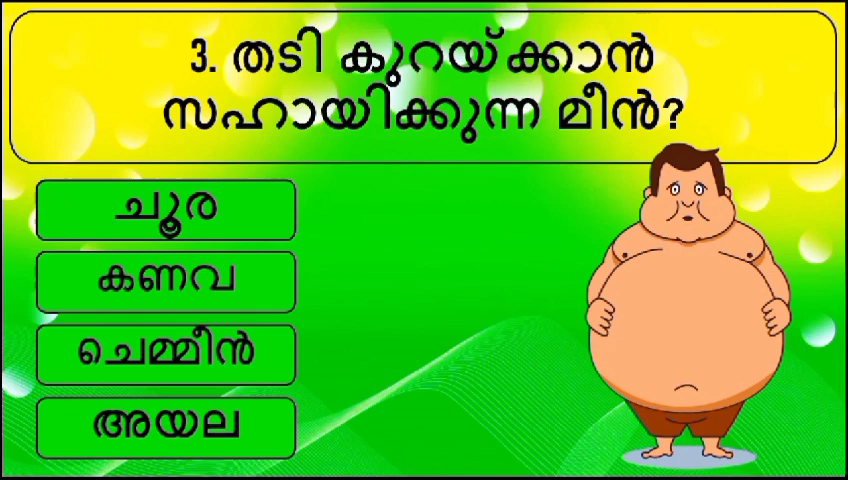 3. തടി കുറയ്ക്കാൻ
സഹായിക്കുന്ന മീൻ?
ചൂര
കണവ
ചെമ്മീൻ
അയല